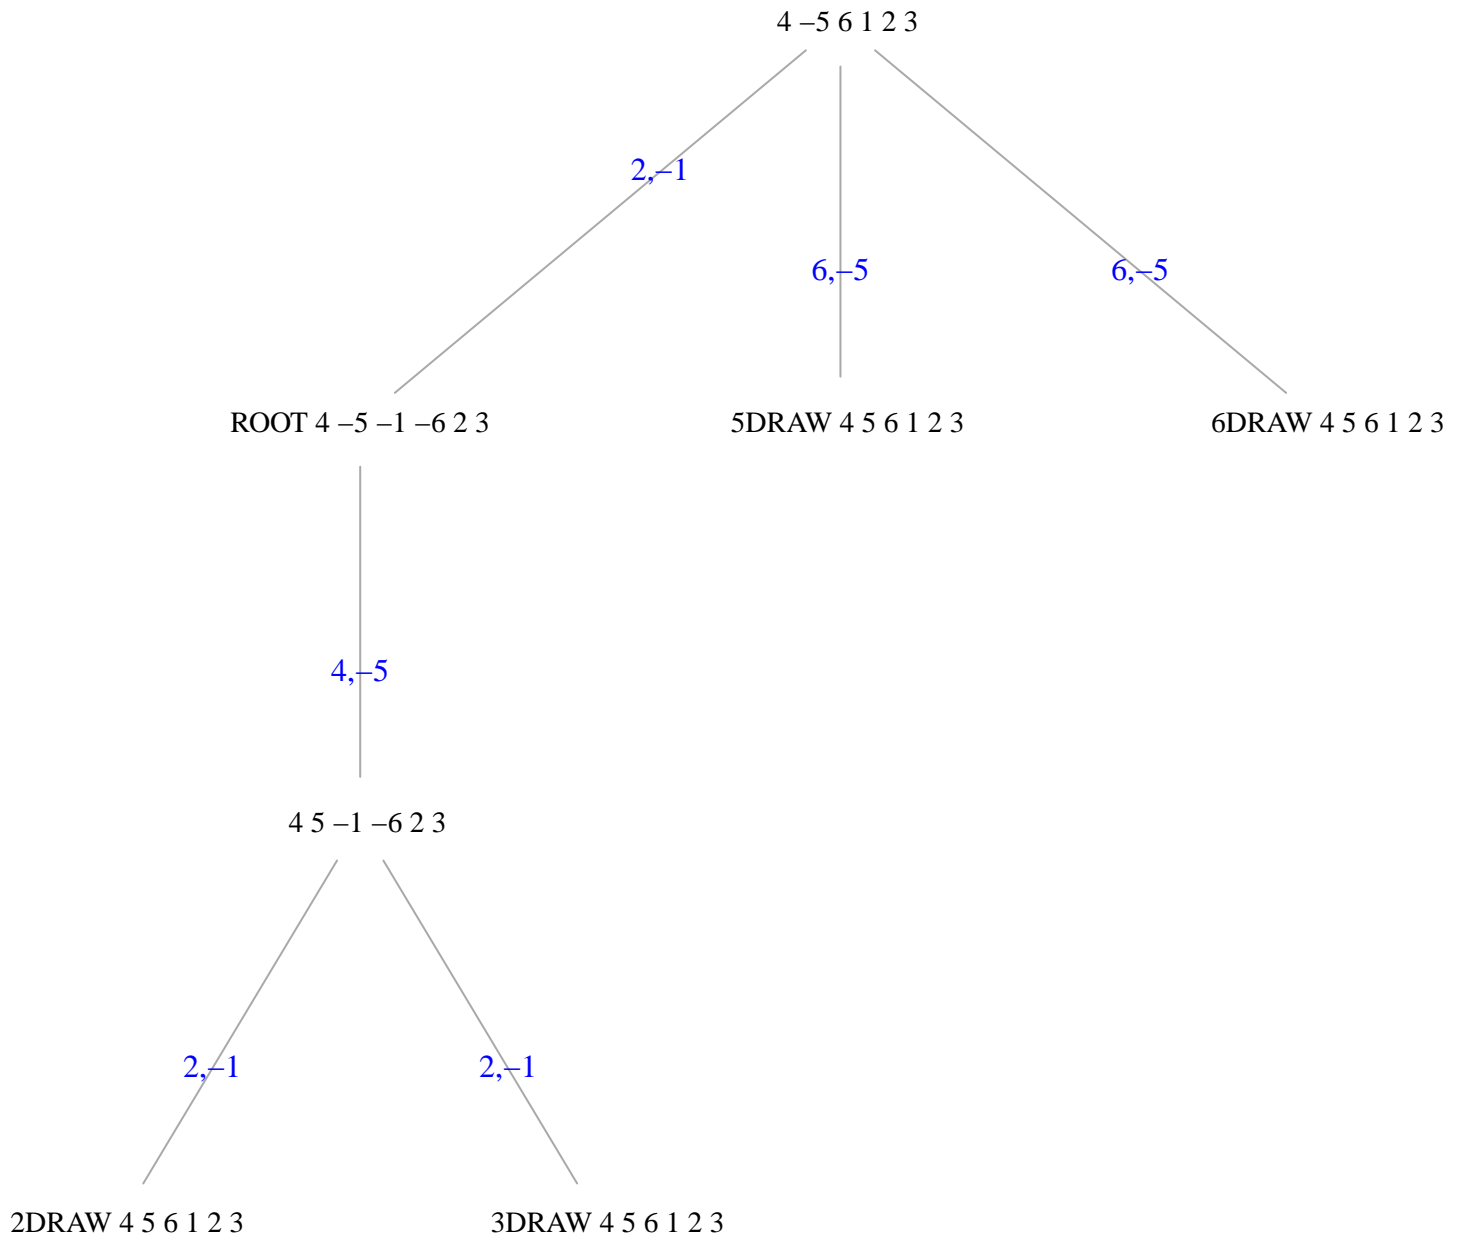 4 –5 6 1 2 3
2,–1
6,–5
6,–5
ROOT 4 –5 –1 –6 2 3
5DRAW 4 5 6 1 2 3
6DRAW 4 5 6 1 2 3
4,–5
4 5 –1 –6 2 3
2,–1
2,–1
2DRAW 4 5 6 1 2 3
3DRAW 4 5 6 1 2 3